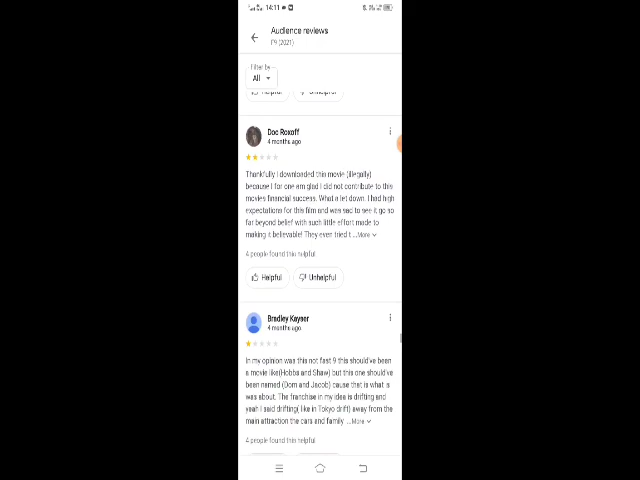 14:11
Audience reviews
F9 (2021)
Filter by
All
Helpful
Unhelpful
Doc Roxoff
4 months ago
Thankfully I downloaded this movie (illegally)
because I for one am glad I did not contribute to this
movies financial success. What a let down. I had high
expectations for this film and was sad to see it go so
far beyond belief with such little effort made to
making it believable! They even tried t ...More
4 people found this helpful
Helpful
Unhelpful
Bradley Kayser
4 months ago
In my opinion was this not fast 9 this should've been
a movie like(Hobbs and Shaw) but this one should've
been named (Dom and Jacob) cause that is what is
was about. The franchise in my idea is drifting and
yeah I said drifting( like in Tokyo drift) away from the
main attraction the cars and family ...More
4 people found this helpful